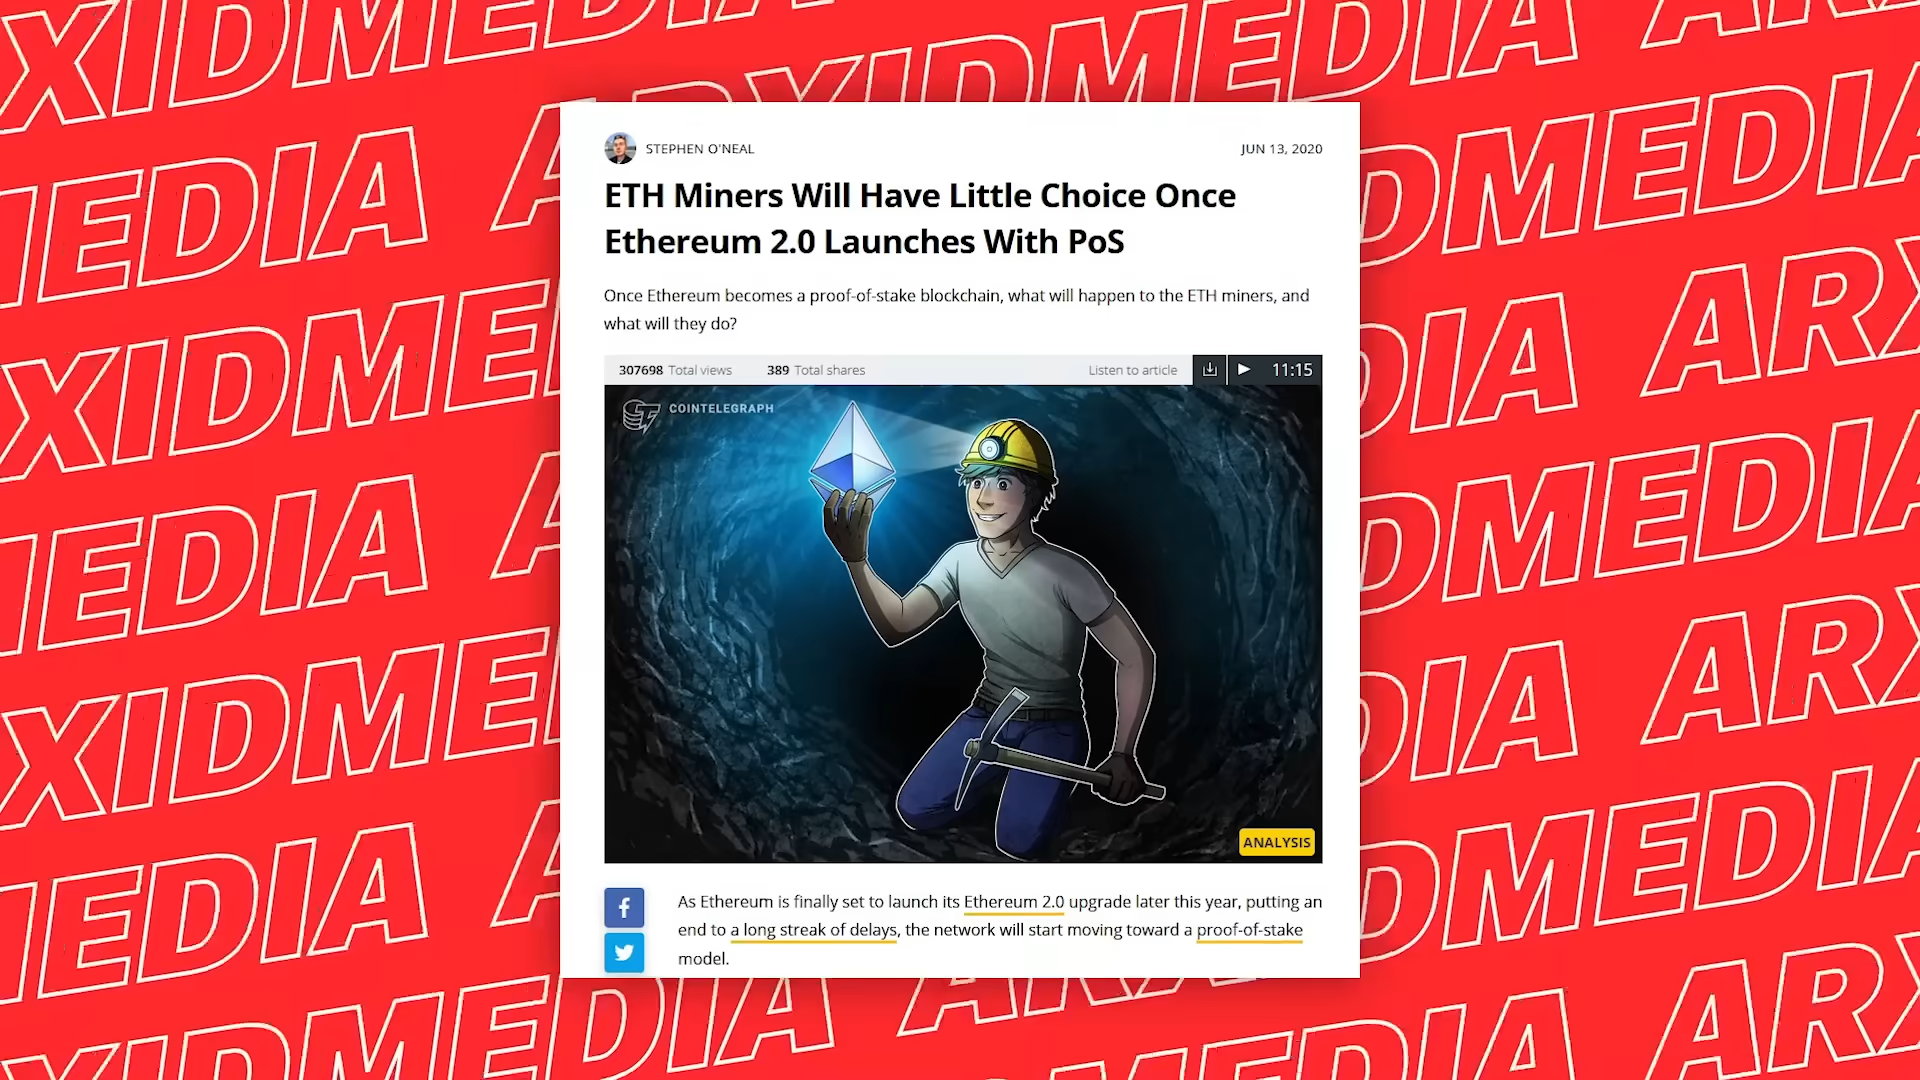 ARXIDMEDIA
STEPHEN O'NEAL
JUN 13, 2020
ETH Miners Will Have Little Choice Once
Ethereum 2.0 Launches With PoS
Once Ethereum becomes a proof-of-stake blockchain, what will happen to the ETH miners, and
what will they do?
307698 Total views 389 Total shares
Listen to article
11:15
COINTELEGRAPH
ANALYSIS
As Ethereum is finally set to launch its Ethereum 2.0 upgrade later this year, putting an
end to a long streak of delays, the network will start moving toward a proof-of-stake
model.